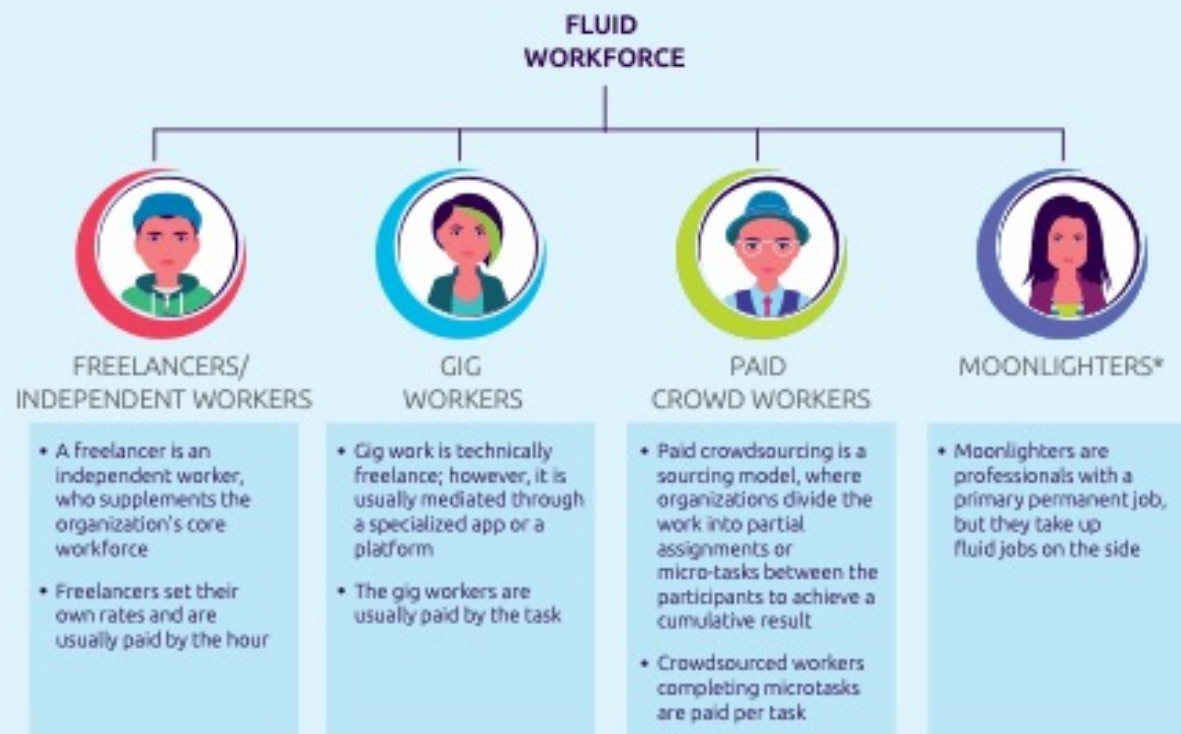 FLUID
WORKFORCE
FREELANCERS/
INDEPENDENT WORKERS
• A freelancer is an
independent worker,
who supplements the
organization's core
workforce
• Freelancers set their
own rates and are
usually paid by the hour
GIG
WORKERS
• Gig work is technically
freelance; however, it is
usually mediated through
a specialized app or a
platform
• The gig workers are
usually paid by the task
PAID
CROWD WORKERS
• Paid crowdsourcing is a
sourcing model, where
organizations divide the
work into partial
assignments or
micro-tasks between the
participants to achieve a
cumulative result
• Crowdsourced workers
completing microtasks
are paid per task
MOONLIGHTERS*
• Moonlighters are
professionals with a
primary permanent job,
but they take up
fluid jobs on the side